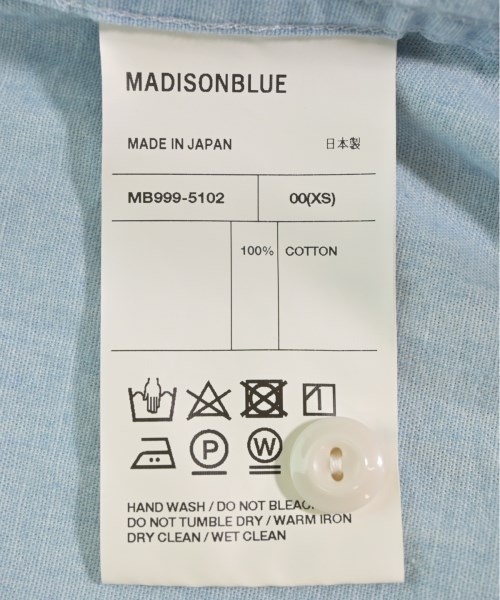 MADISONBLUE
MADE IN JAPAN 日本製
MB999-5102 00(XS)
100% COTTON
P W
HAND WASH / DO NOT BLEAC
DO NOT TUMBLE DRY / WARM IRON
DRY CLEAN / WET CLEAN